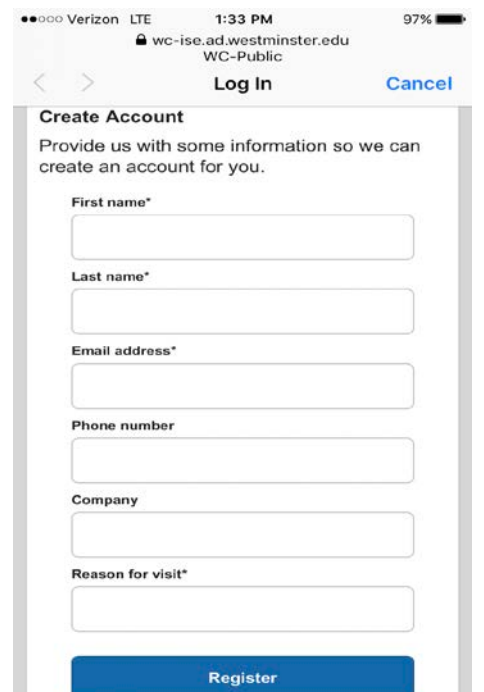 Verizon LTE 1:33 PM 97%
wc-ise.ad.westminster.edu
WC-Public
Log In Cancel
Create Account
Provide us with some information so we can
create an account for you.
First name*
Last name*
Email address*
Phone number
Company
Reason for visit*
Register